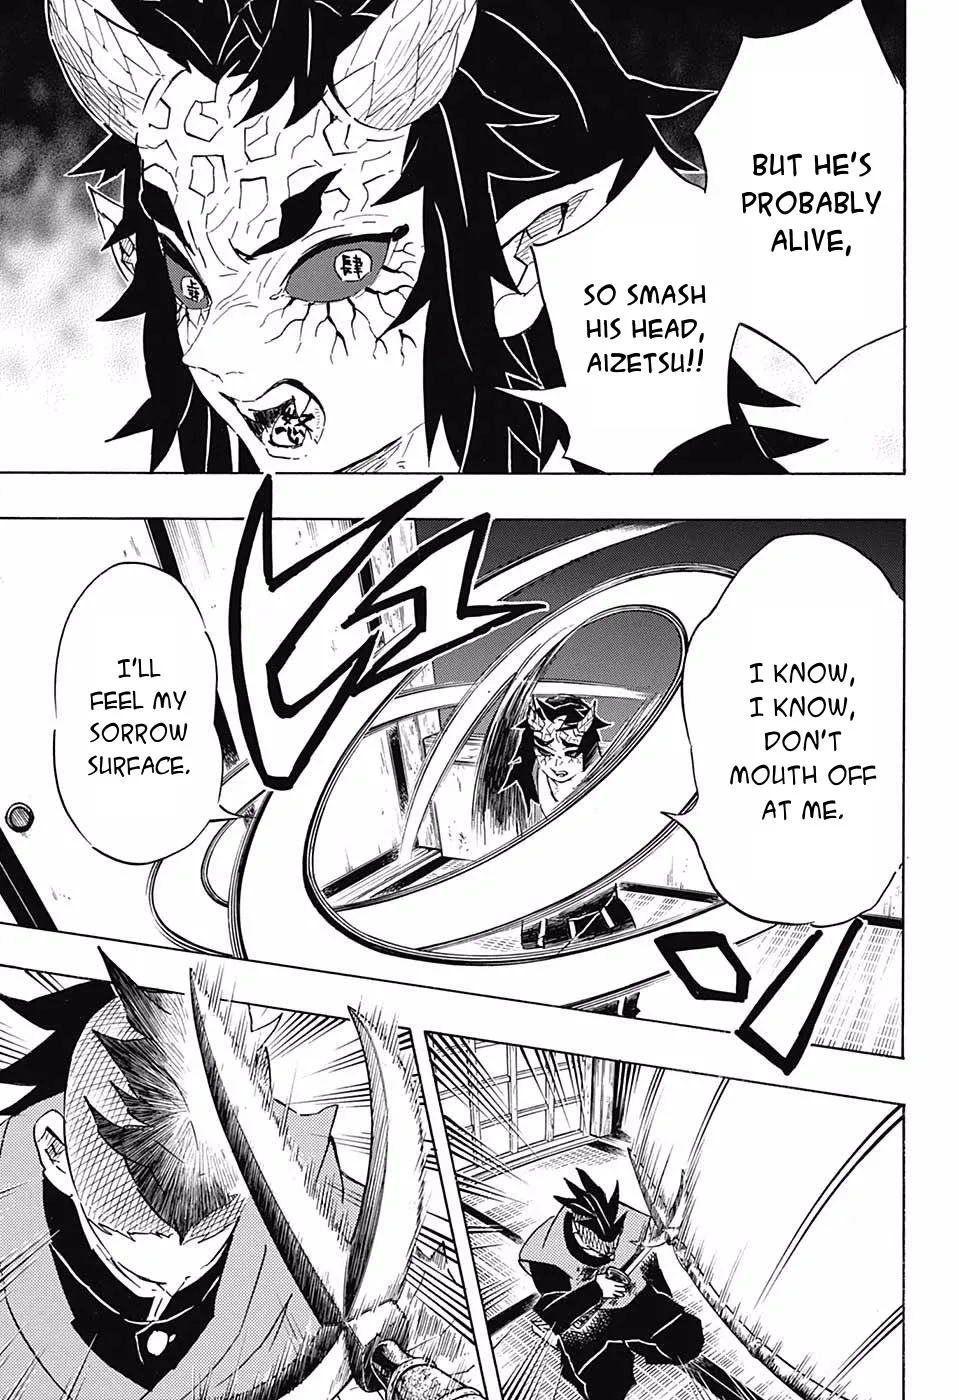 BUT HE'S
PROBABLY
ALIVE,
SO SMASH
HIS HEAD,
AIZETSU!!
I KNOW,
I KNOW,
DON'T
MOUTH OFF
AT ME.
I'LL
FEEL MY
SORROW
SURFACE.
肆